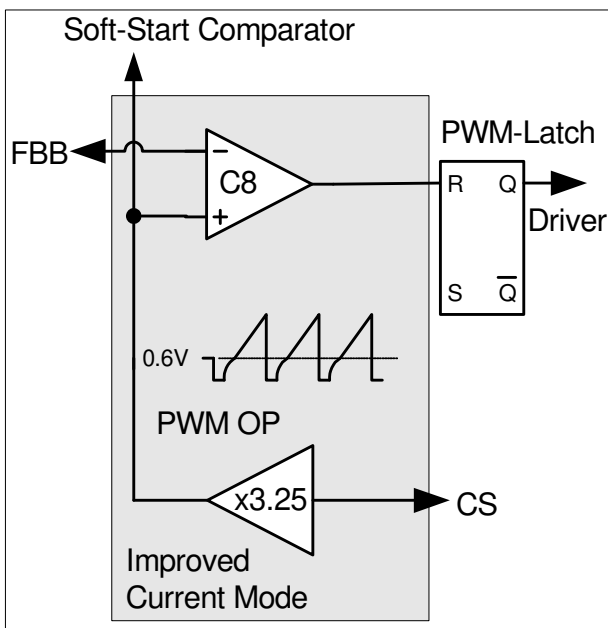 Soft-Start Comparator
FBB
PWM-Latch
C8
−
+
R Q
Driver
S Q̅
0.6V
PWM OP
x3.25
CS
Improved
Current Mode